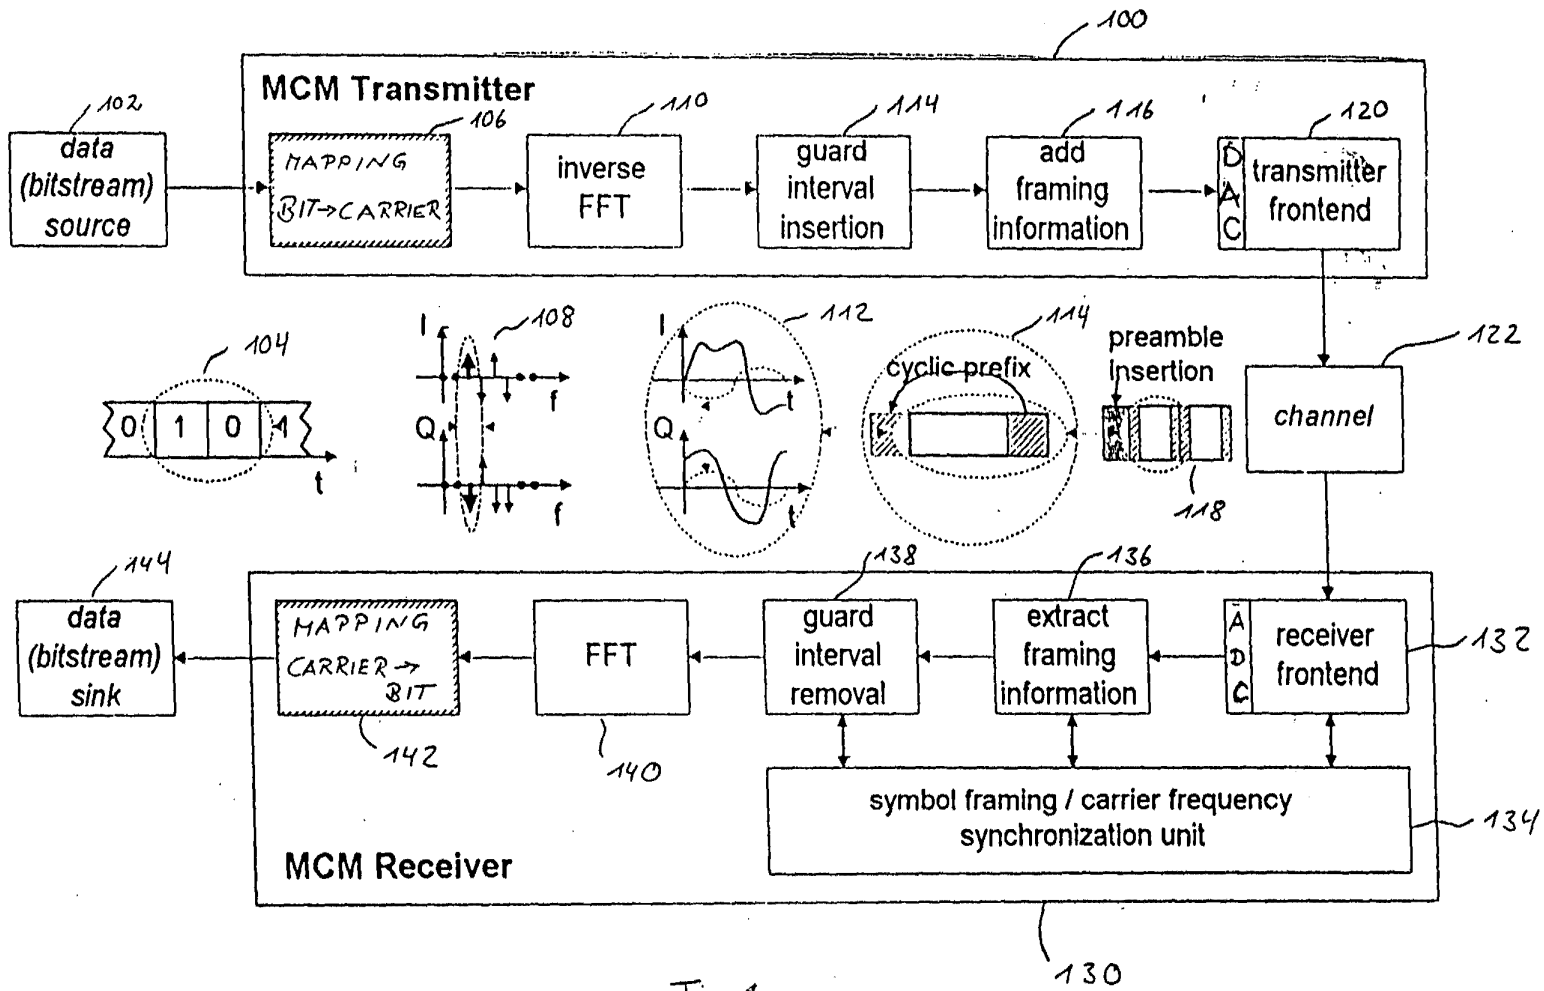 100
MCM Transmitter
102
106
110
114
116
120
data
(bitstream)
source
MAPPING
BIT→CARRIER
inverse
FFT
guard
interval
insertion
add
framing
information
DAC
transmitter
frontend
104
0 1 0 1
t
108
I
f
Q
f
112
I
t
Q
t
114
cyclic prefix
preamble
insertion
118
122
channel
144
138
136
data
(bitstream)
sink
MAPPING
CARRIER→
BIT
142
FFT
140
guard
interval
removal
extract
framing
information
ADC
receiver
frontend
132
symbol framing / carrier frequency
synchronization unit
134
MCM Receiver
130